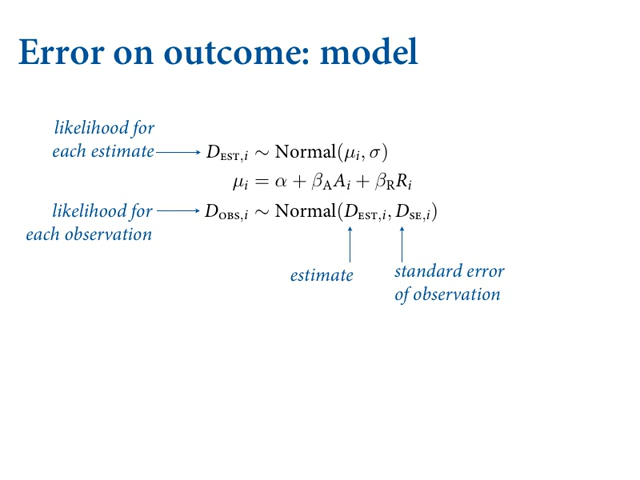 Error on outcome: model
likelihood for
each estimate
D_EST,i ∼ Normal(μ_i, σ)
μ_i = α + β_A A_i + β_R R_i
likelihood for
each observation
D_OBS,i ∼ Normal(D_EST,i, D_SE,i)
estimate
standard error
of observation